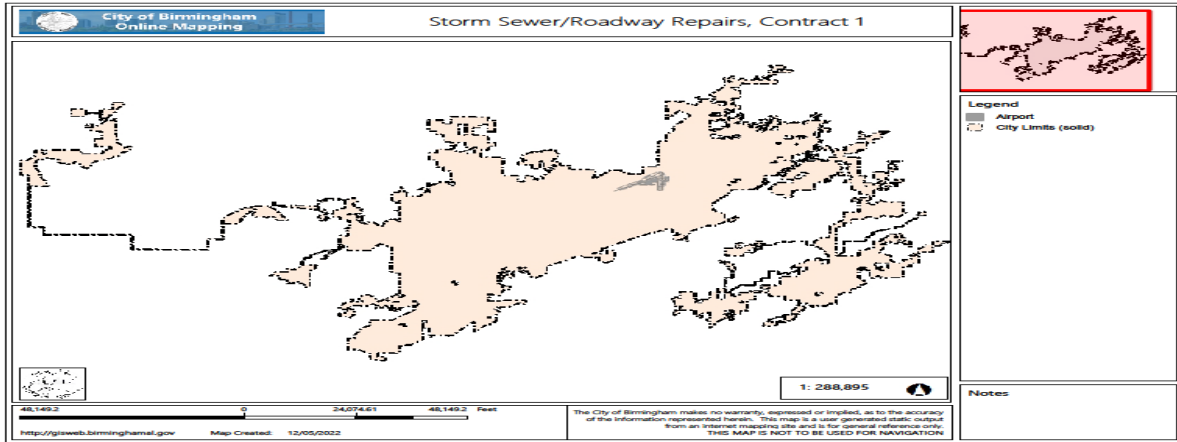 City of Birmingham
Online Mapping
Storm Sewer/Roadway Repairs, Contract 1
Legend
Airport
City Limits (solid)
1: 288,895
Notes
48,149.2 0 24,074.61 48,149.2 Feet
http://gisweb.birminghamal.gov Map Created: 12/05/2022
The City of Birmingham makes no warranty, expressed or implied, as to the accuracy
of the information represented herein. This map is a user generated static output
from an Internet mapping site and is for general reference only.
THIS MAP IS NOT TO BE USED FOR NAVIGATION